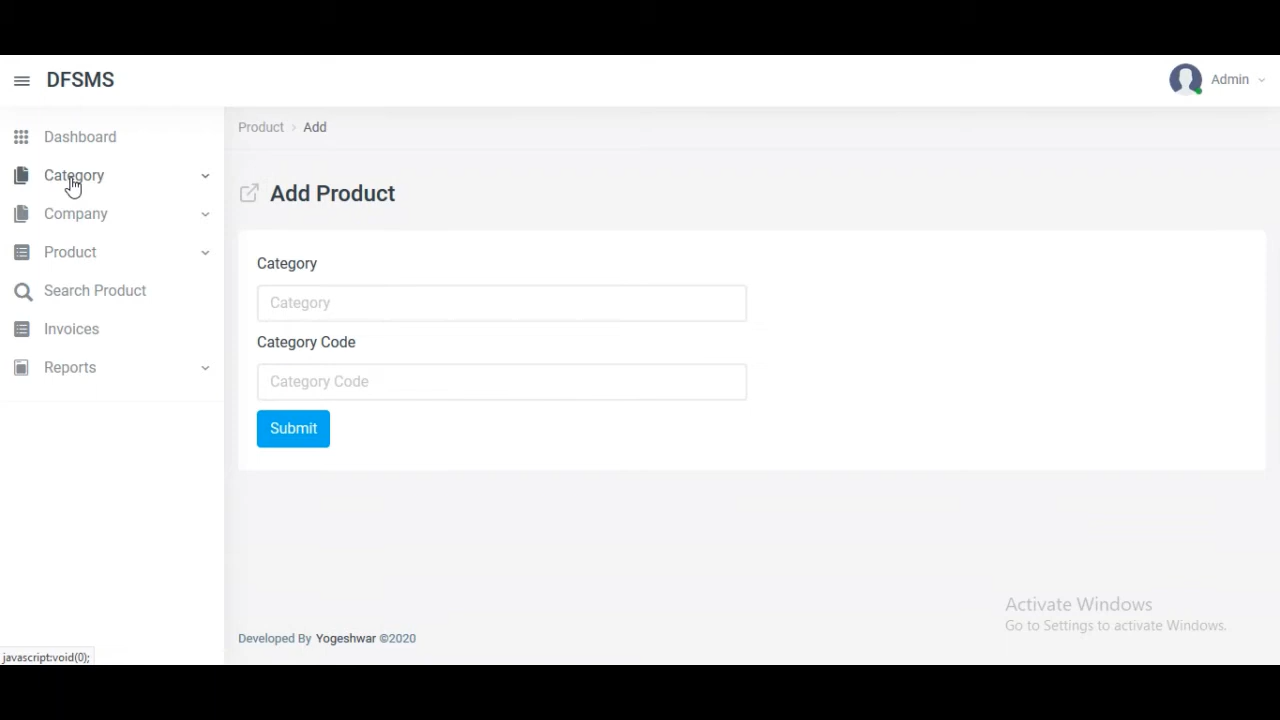 DFSMS
Admin
Dashboard
Category
Company
Product
Search Product
Invoices
Reports
Product > Add
Add Product
Category
Category
Category Code
Category Code
Submit
Activate Windows
Go to Settings to activate Windows.
Developed By Yogeshwar ©2020
javascript:void(0);